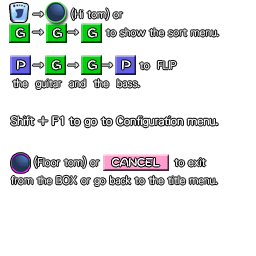 (Hi tom) or
G → G → G to show the sort menu.
P → G → G → P to FLIP
the guitar and the bass.
Shift + F1 to go to Configuration menu.
(Floor tom) or CANCEL to exit
from the BOX or go back to the title menu.